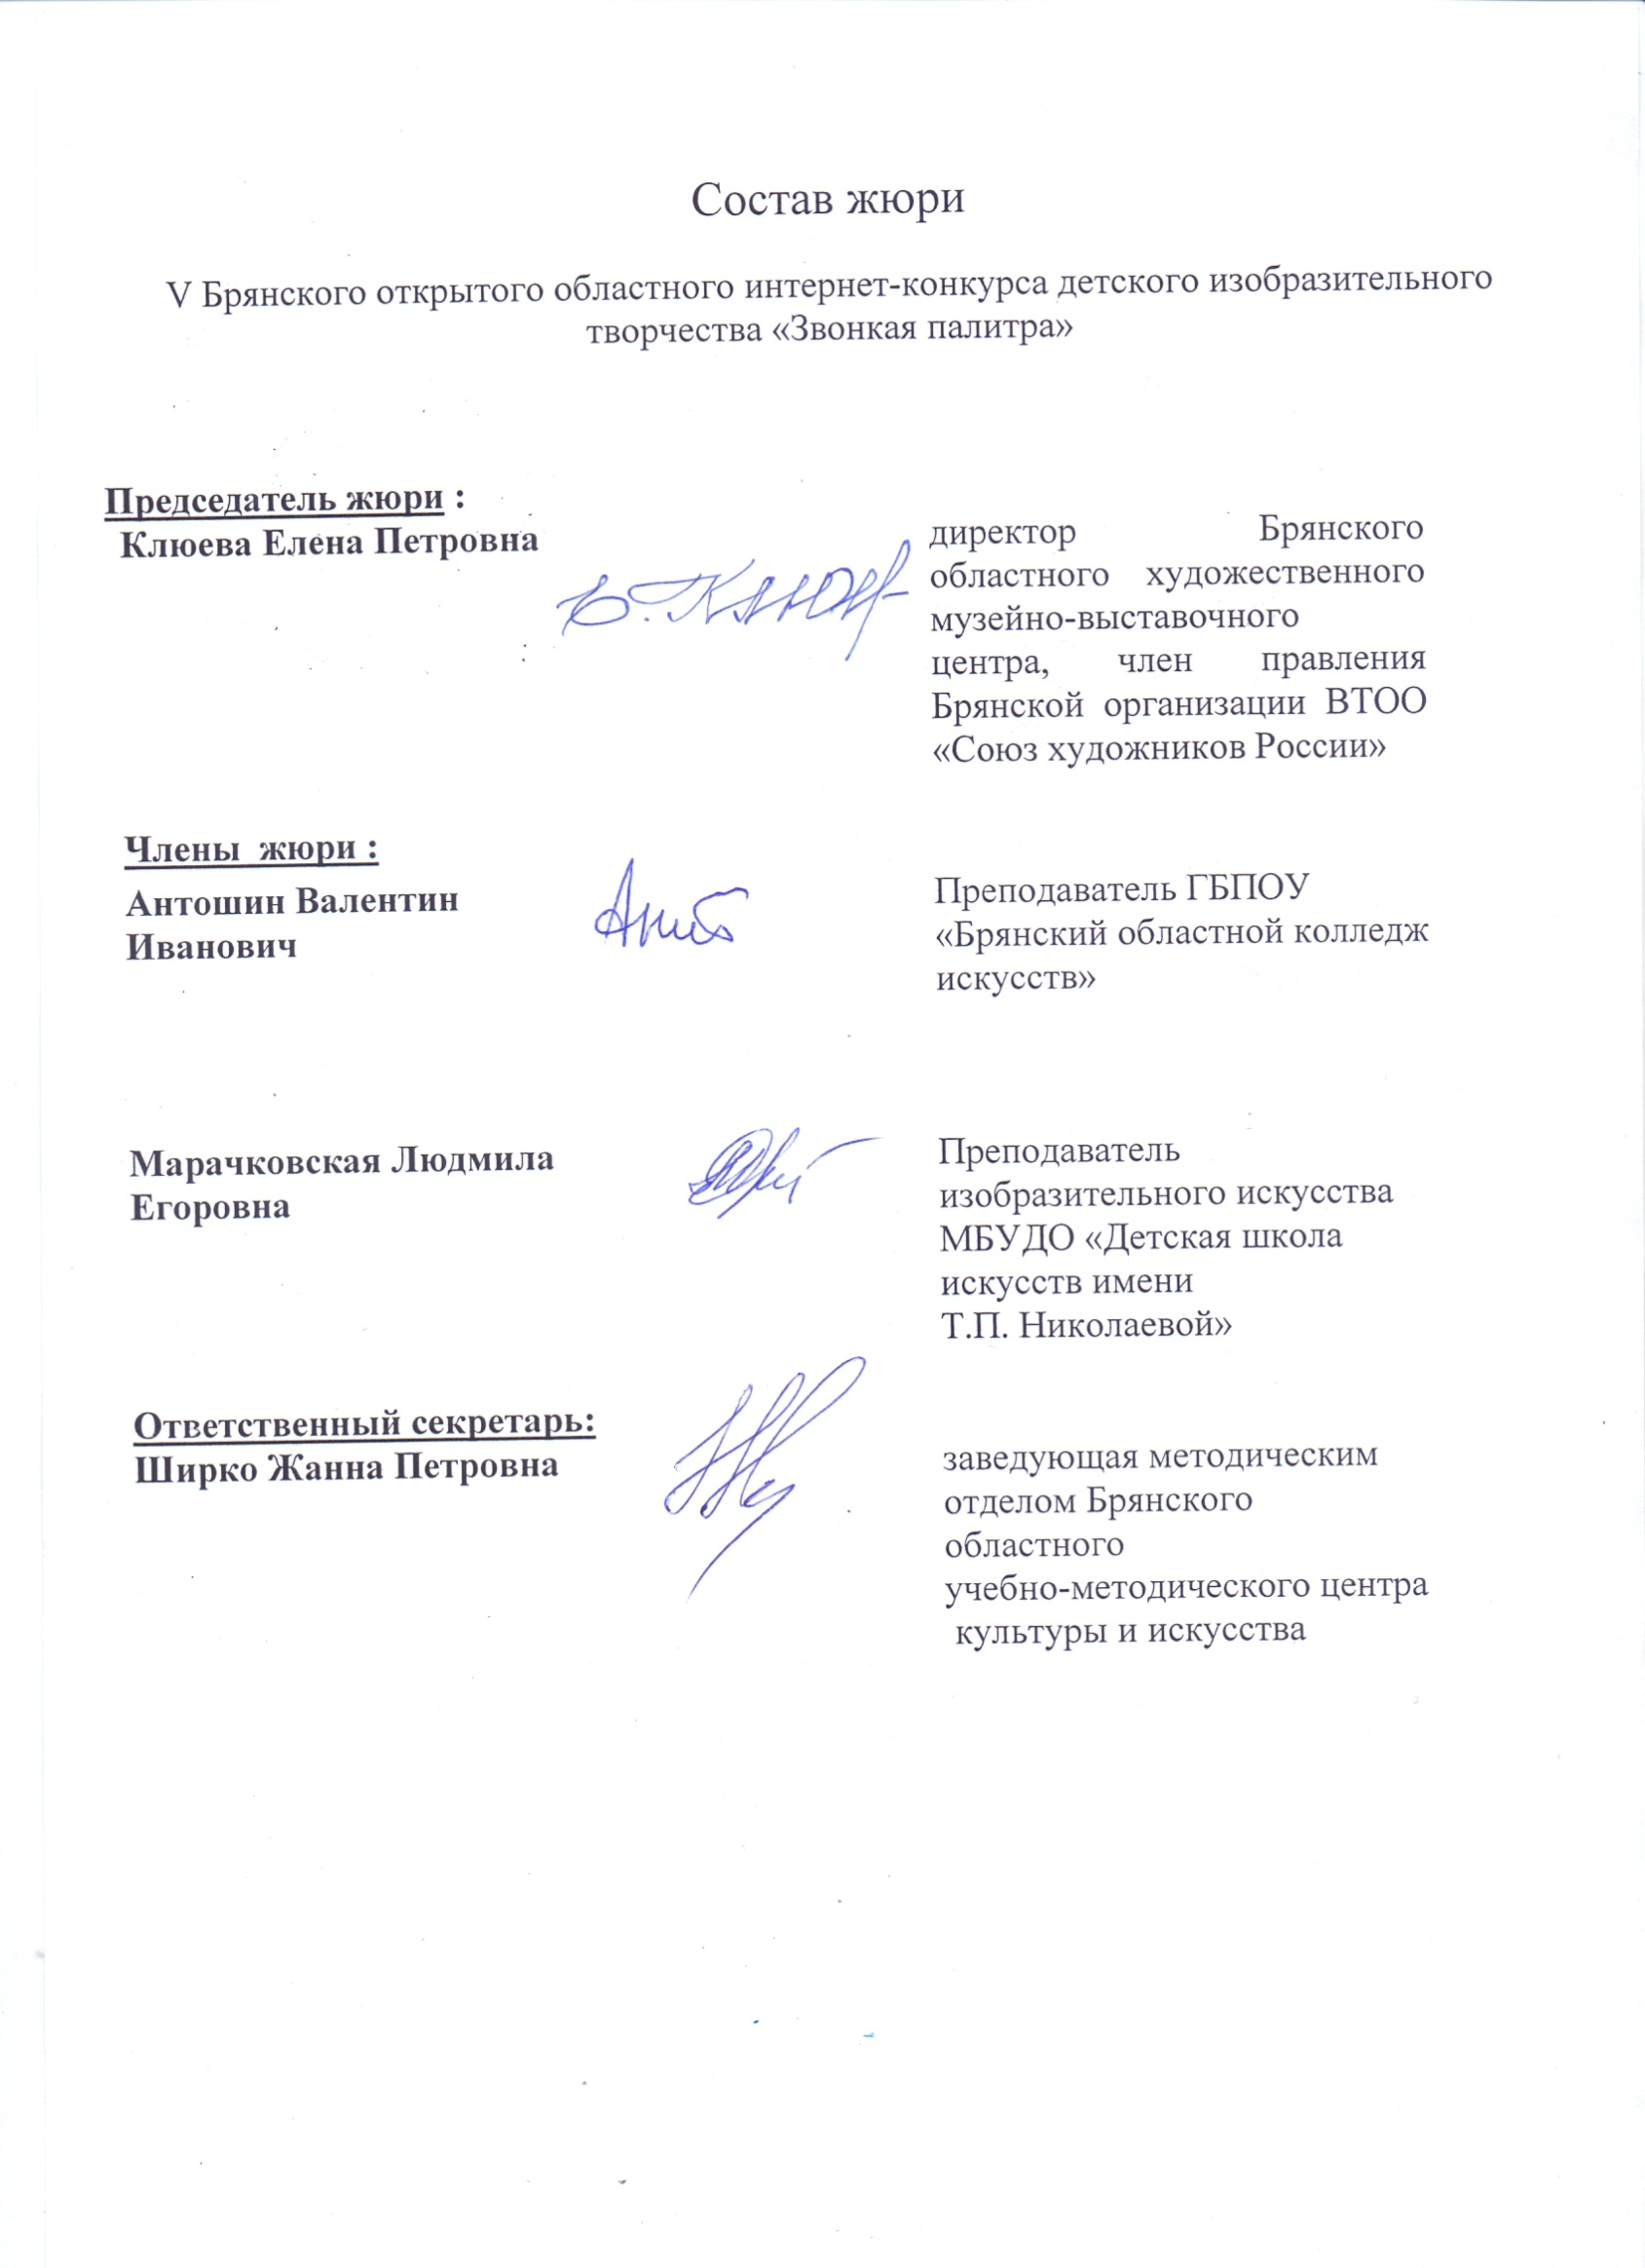 Состав жюри
V Брянского открытого областного интернет-конкурса детского изобразительного
творчества «Звонкая палитра»
Председатель жюри :
Клюева Елена Петровна
директор Брянского
областного художественного
музейно-выставочного
центра, член правления
Брянской организации ВТОО
«Союз художников России»
Члены жюри :
Антошин Валентин
Иванович
Преподаватель ГБПОУ
«Брянский областной колледж
искусств»
Марачковская Людмила
Егоровна
Преподаватель
изобразительного искусства
МБУДО «Детская школа
искусств имени
Т.П. Николаевой»
Ответственный секретарь:
Ширко Жанна Петровна
заведующая методическим
отделом Брянского
областного
учебно-методического центра
культуры и искусства